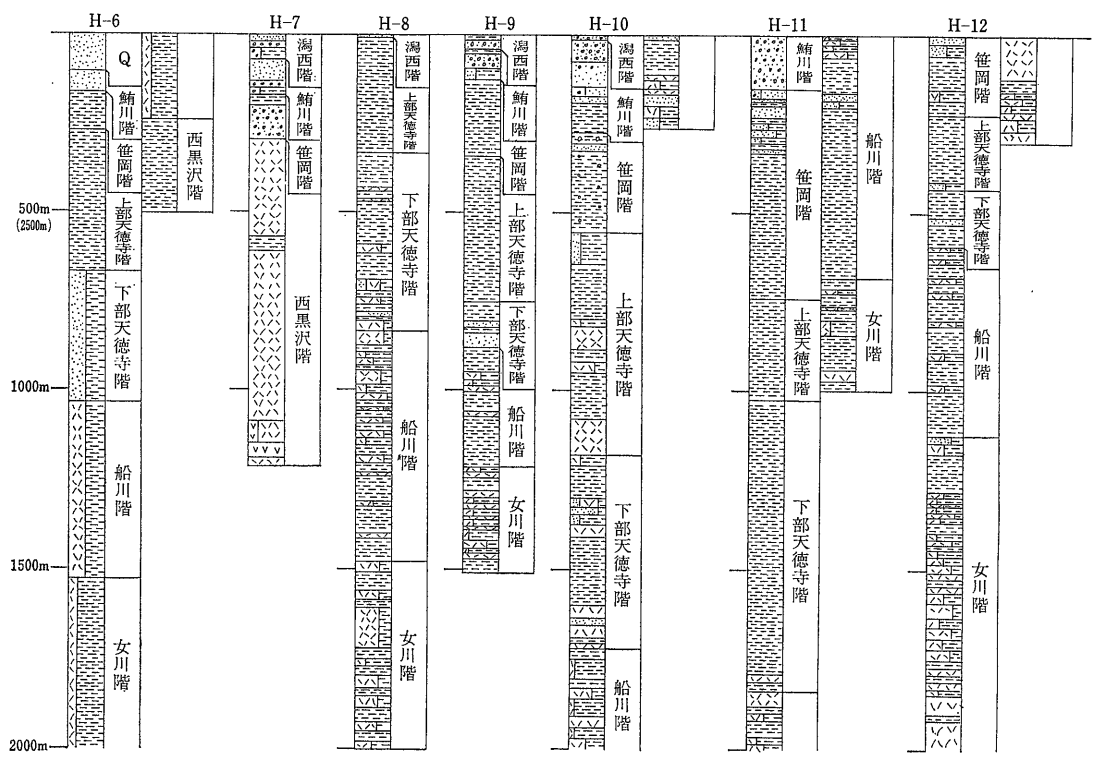 H-6
H-7
H-8
H-9
H-10
H-11
H-12
500m
(2500m)
1000m
1500m
2000m
Q
鮪川階
笹岡階
上部天徳寺階
下部天徳寺階
船川階
女川階
西黒沢階
潟西階
鮪川階
笹岡階
西黒沢階
潟西階
上部天徳寺階
下部天徳寺階
船川階
女川階
潟西階
鮪川階
笹岡階
上部天徳寺階
下部天徳寺階
船川階
女川階
潟西階
鮪川階
笹岡階
上部天徳寺階
下部天徳寺階
船川階
鮪川階
笹岡階
上部天徳寺階
下部天徳寺階
船川階
女川階
笹岡階
上部天徳寺階
下部天徳寺階
船川階
女川階